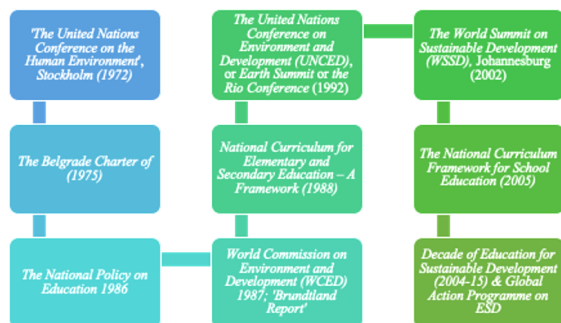 'The United Nations
Conference on the
Human Environment',
Stockholm (1972)
The Belgrade Charter of
(1975)
The National Policy on
Education 1986
World Commission on
Environment and
Development (WCED)
1987; 'Brundtland
Report'
National Curriculum for
Elementary and
Secondary Education – A
Framework (1988)
The United Nations
Conference on
Environment and
Development (UNCED),
or Earth Summit or the
Rio Conference (1992)
The World Summit on
Sustainable Development
(WSSD), Johannesburg
(2002)
The National Curriculum
Framework for School
Education (2005)
Decade of Education for
Sustainable Development
(2004-15) & Global
Action Programme on
ESD